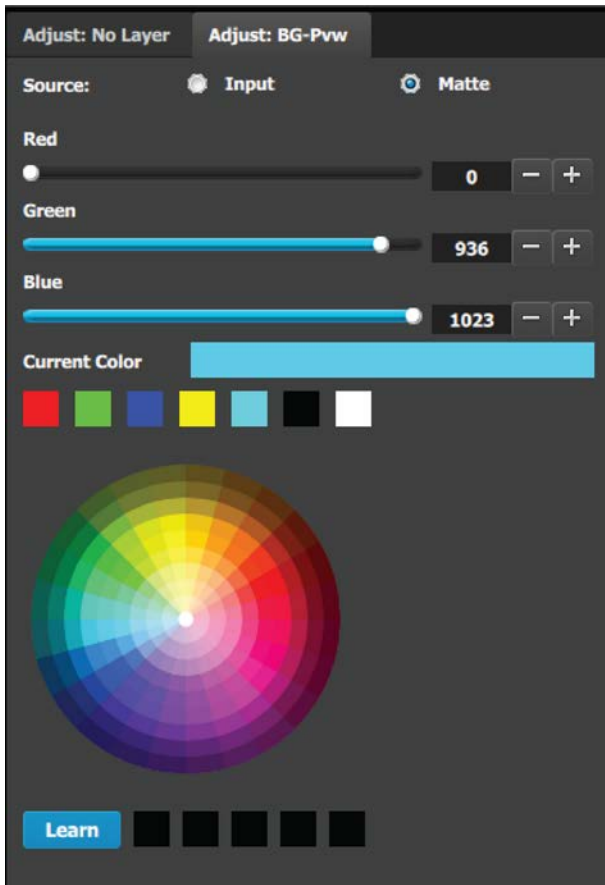 Adjust: No Layer Adjust: BG-Pvw
Source: Input Matte
Red
0 − +
Green
936 − +
Blue
1023 − +
Current Color
Learn